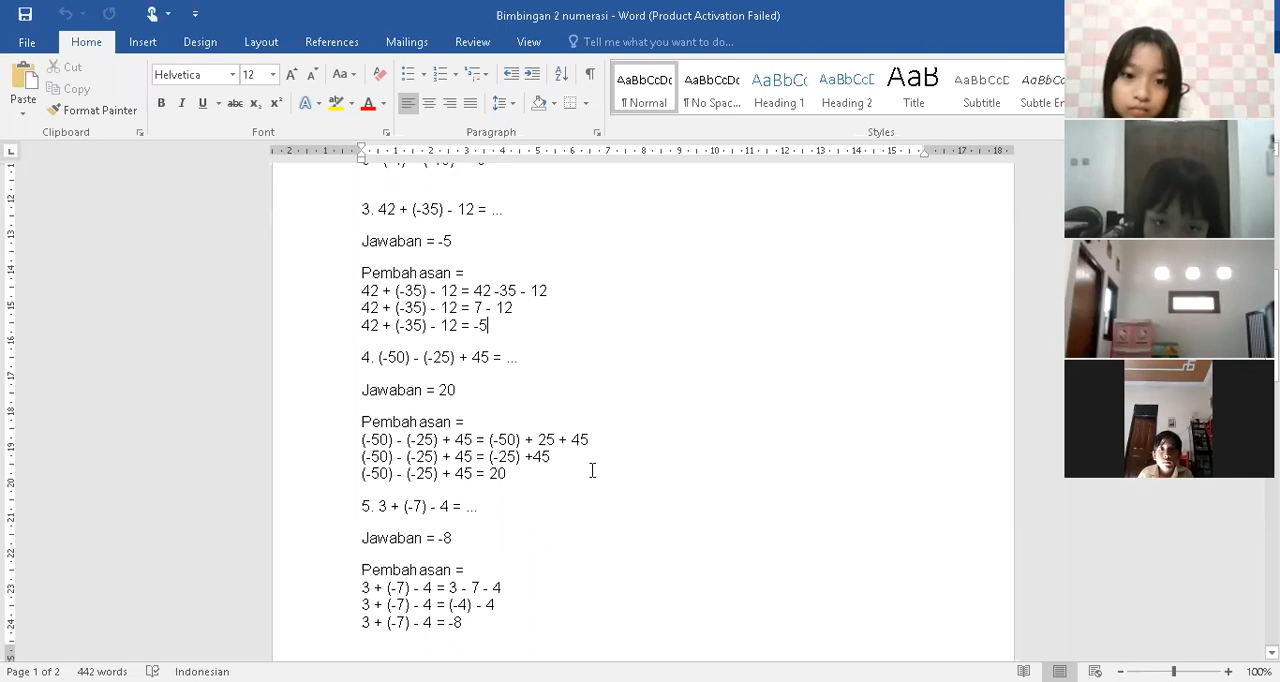 Bimbingan 2 numerasi - Word (Product Activation Failed)
File Home Insert Design Layout References Mailings Review View Tell me what you want to do...
Paste Cut Copy Format Painter
Helvetica 12
Clipboard Font Paragraph Styles
AaBbCcDc AaBbCcDc AaBbCc AaBbCcE AaB AaBbCcD
¶ Normal ¶ No Spac... Heading 1 Heading 2 Title Subtitle Subtle Em
3. 42 + (-35) - 12 = ...
Jawaban = -5
Pembahasan =
42 + (-35) - 12 = 42 -35 - 12
42 + (-35) - 12 = 7 - 12
42 + (-35) - 12 = -5
4. (-50) - (-25) + 45 = ...
Jawaban = 20
Pembahasan =
(-50) - (-25) + 45 = (-50) + 25 + 45
(-50) - (-25) + 45 = (-25) +45
(-50) - (-25) + 45 = 20
5. 3 + (-7) - 4 = ...
Jawaban = -8
Pembahasan =
3 + (-7) - 4 = 3 - 7 - 4
3 + (-7) - 4 = (-4) - 4
3 + (-7) - 4 = -8
Page 1 of 2 442 words Indonesian 100%